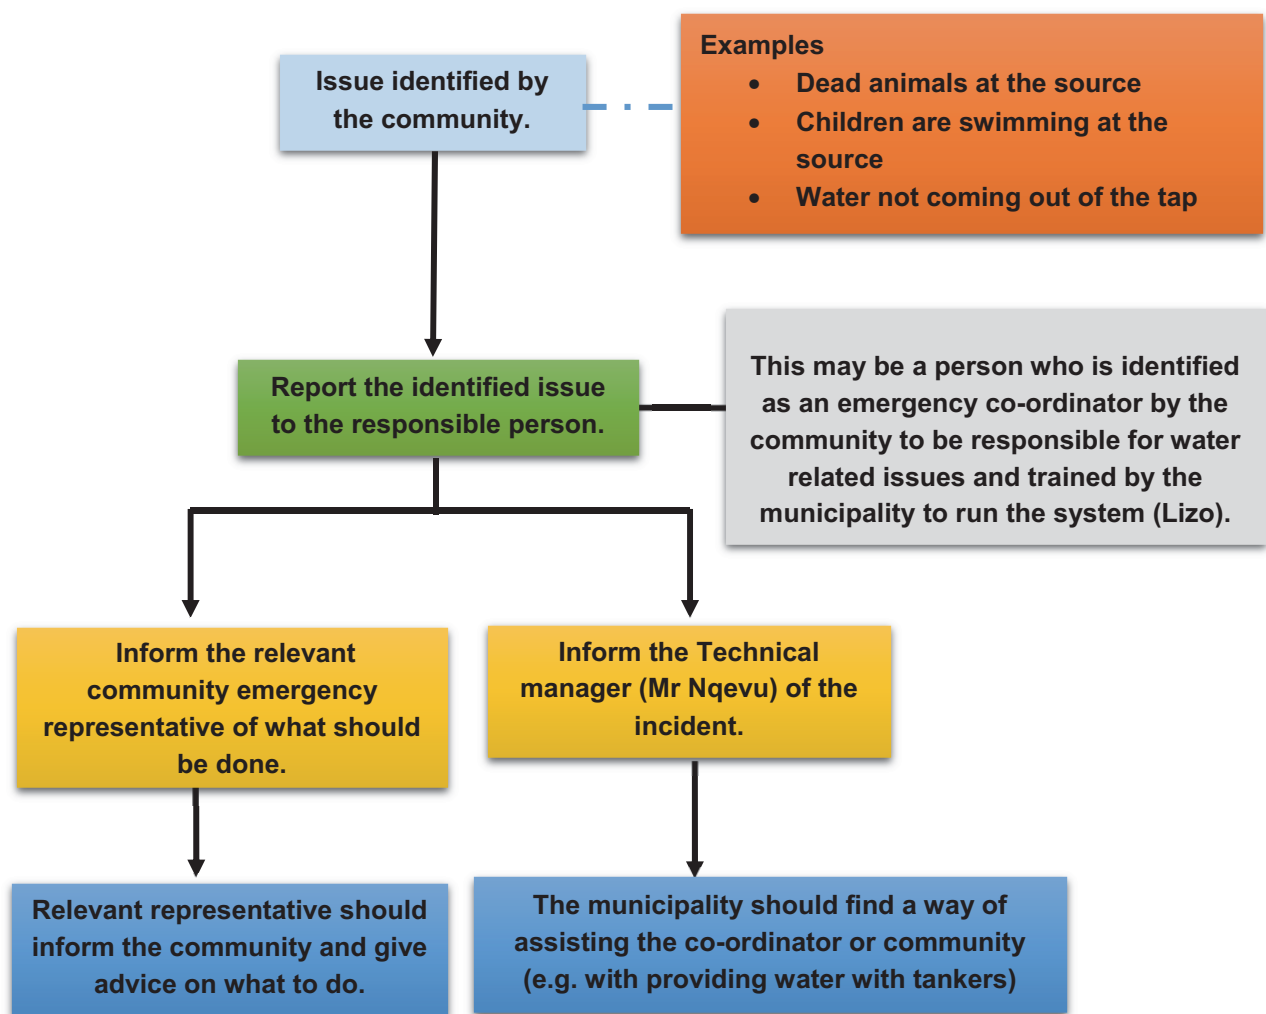 Issue identified by
the community.
Examples
• Dead animals at the source
• Children are swimming at the
source
• Water not coming out of the tap
Report the identified issue
to the responsible person.
This may be a person who is identified
as an emergency co-ordinator by the
community to be responsible for water
related issues and trained by the
municipality to run the system (Lizo).
Inform the relevant
community emergency
representative of what should
be done.
Inform the Technical
manager (Mr Nqevu) of the
incident.
Relevant representative should
inform the community and give
advice on what to do.
The municipality should find a way of
assisting the co-ordinator or community
(e.g. with providing water with tankers)